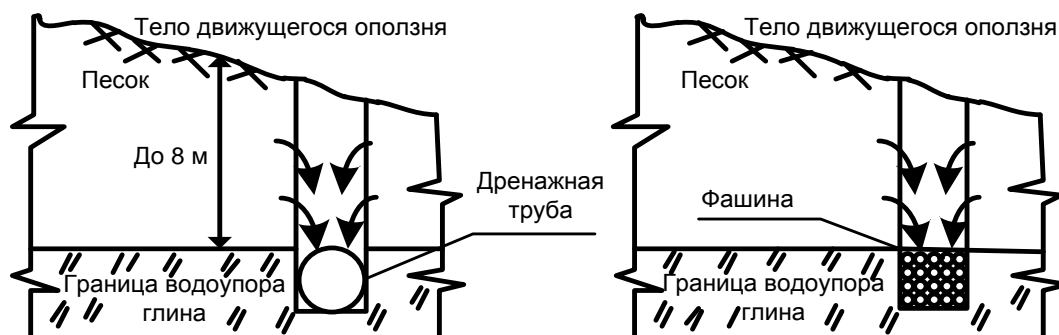 Тело движущегося оползня
Песок
До 8 м
Дренажная
труба
Граница водоупора
глина
Тело движущегося оползня
Песок
Фашина
Граница водоупора
глина